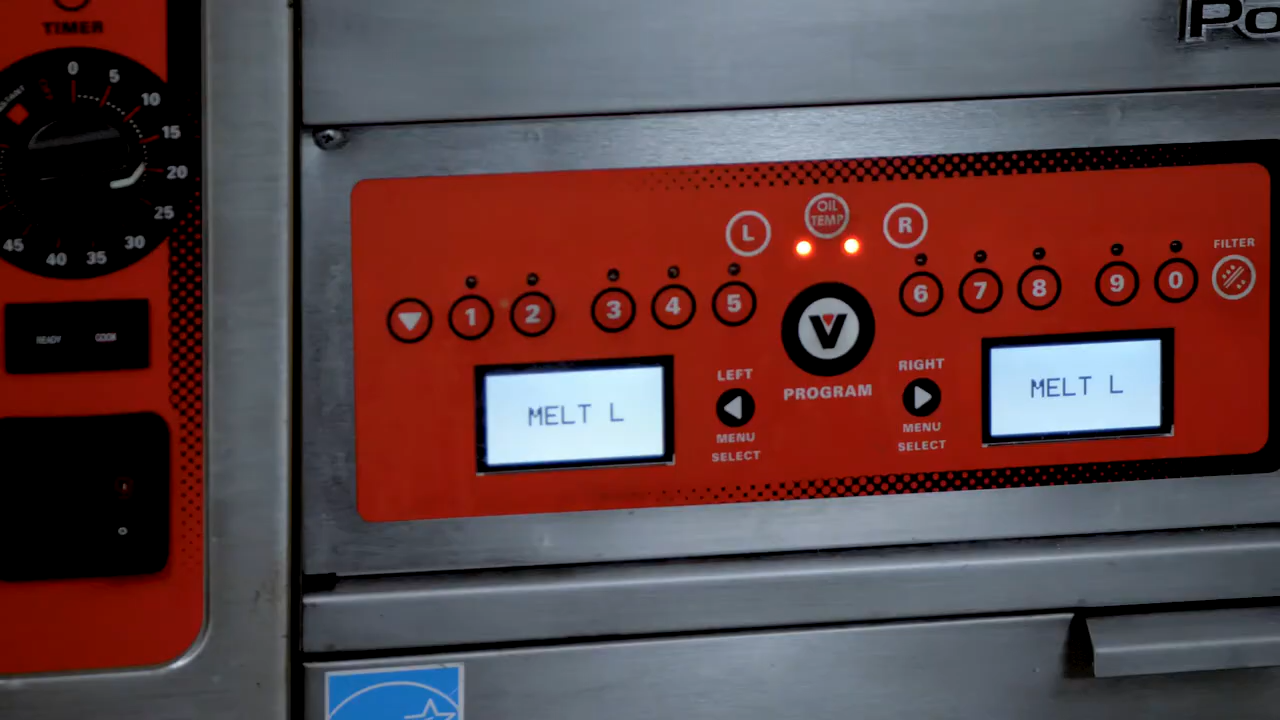 TIMER
0
5
10
15
20
25
30
35
40
45
READY COOK
Po
L
OIL
TEMP
R
1 2 3 4 5
6 7 8 9 0
FILTER
V
PROGRAM
LEFT
MENU
SELECT
RIGHT
MENU
SELECT
MELT L
MELT L